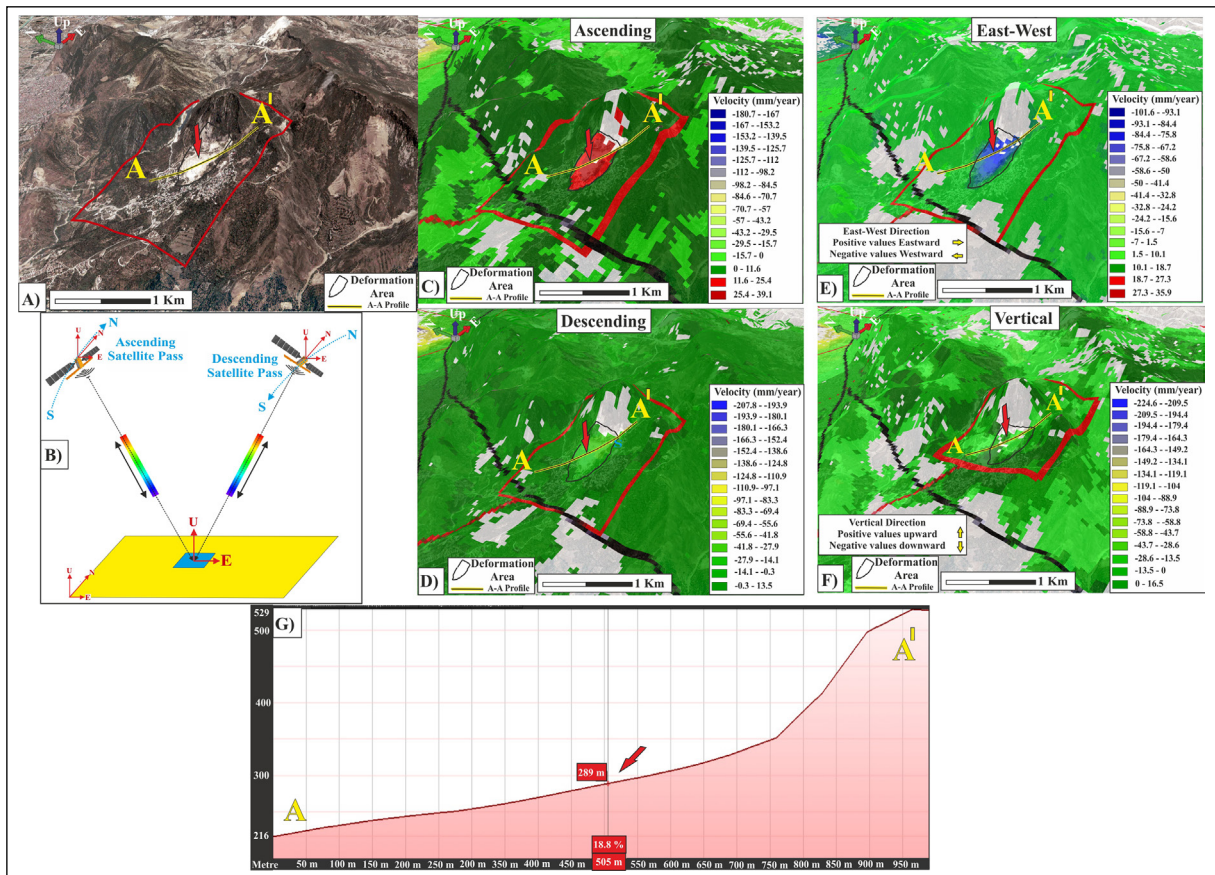 A)
Up
A
A
Deformation
Area
A-A Profile
1 Km
B)
Ascending
Satellite Pass
Descending
Satellite Pass
N
S
U
N
E
N
S
U
N
E
U
E
U
N
E
C)
Ascending
Up
E
A
A
Velocity (mm/year)
-180.7 - -167
-167 - -153.2
-153.2 - -139.5
-139.5 - -125.7
-125.7 - -112
-112 - -98.2
-98.2 - -84.5
-84.6 - -70.7
-70.7 - -57
-57 - -43.2
-43.2 - -29.5
-29.5 - -15.7
-15.7 - 0
0 - 11.6
11.6 - 25.4
25.4 - 39.1
Deformation
Area
A-A Profile
1 Km
D)
Descending
Up
E
A
A
Velocity (mm/year)
-207.8 - -193.9
-193.9 - -180.1
-180.1 - -166.3
-166.3 - -152.4
-152.4 - -138.6
-138.6 - -124.8
-124.8 - -110.9
-110.9 - -97.1
-97.1 - -83.3
-83.3 - -69.4
-69.4 - -55.6
-55.6 - -41.8
-41.8 - -27.9
-27.9 - -14.1
-14.1 - -0.3
-0.3 - 13.5
Deformation
Area
A-A Profile
1 Km
E)
East-West
Up
E
A
A
Velocity (mm/year)
-101.6 - -93.1
-93.1 - -84.4
-84.4 - -75.8
-75.8 - -67.2
-67.2 - -58.6
-58.6 - -50
-50 - -41.4
-41.4 - -32.8
-32.8 - -24.2
-24.2 - -15.6
-15.6 - -7
-7 - 1.5
1.5 - 10.1
10.1 - 18.7
18.7 - 27.3
27.3 - 35.9
East-West Direction
Positive values Eastward
Negative values Westward
Deformation
Area
A-A Profile
1 Km
F)
Vertical
Up
E
A
A
Velocity (mm/year)
-224.6 - -209.5
-209.5 - -194.4
-194.4 - -179.4
-179.4 - -164.3
-164.3 - -149.2
-149.2 - -134.1
-134.1 - -119.1
-119.1 - -104
-104 - -88.9
-88.9 - -73.8
-73.8 - -58.8
-58.8 - -43.7
-43.7 - -28.6
-28.6 - -13.5
-13.5 - 0
0 - 16.5
Vertical Direction
Positive values upward
Negative values downward
Deformation
Area
A-A Profile
1 Km
G)
529
500
400
300
216
A
A
289 m
18.8 %
505 m
Metre 50 m 100 m 150 m 200 m 250 m 300 m 350 m 400 m 450 m 550 m 600 m 650 m 700 m 750 m 800 m 850 m 900 m 950 m